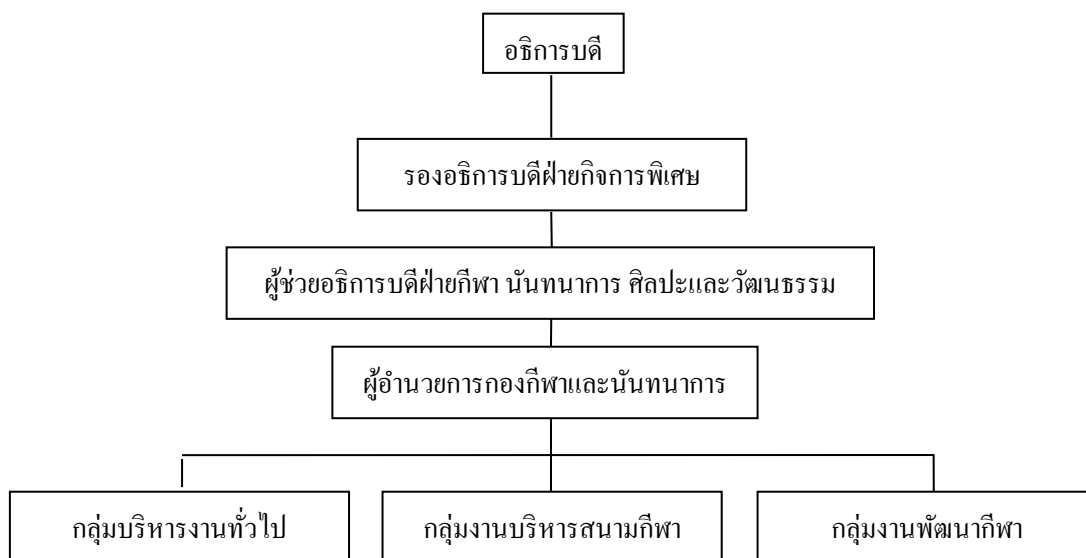 อธิการบดี
รองอธิการบดีฝ่ายกิจการพิเศษ
ผู้ช่วยอธิการบดีฝ่ายกีฬา นันทนาการ ศิลปะและวัฒนธรรม
ผู้อำนวยการกองกีฬาและนันทนาการ
กลุ่มบริหารงานทั่วไป
กลุ่มงานบริหารสนามกีฬา
กลุ่มงานพัฒนากีฬา